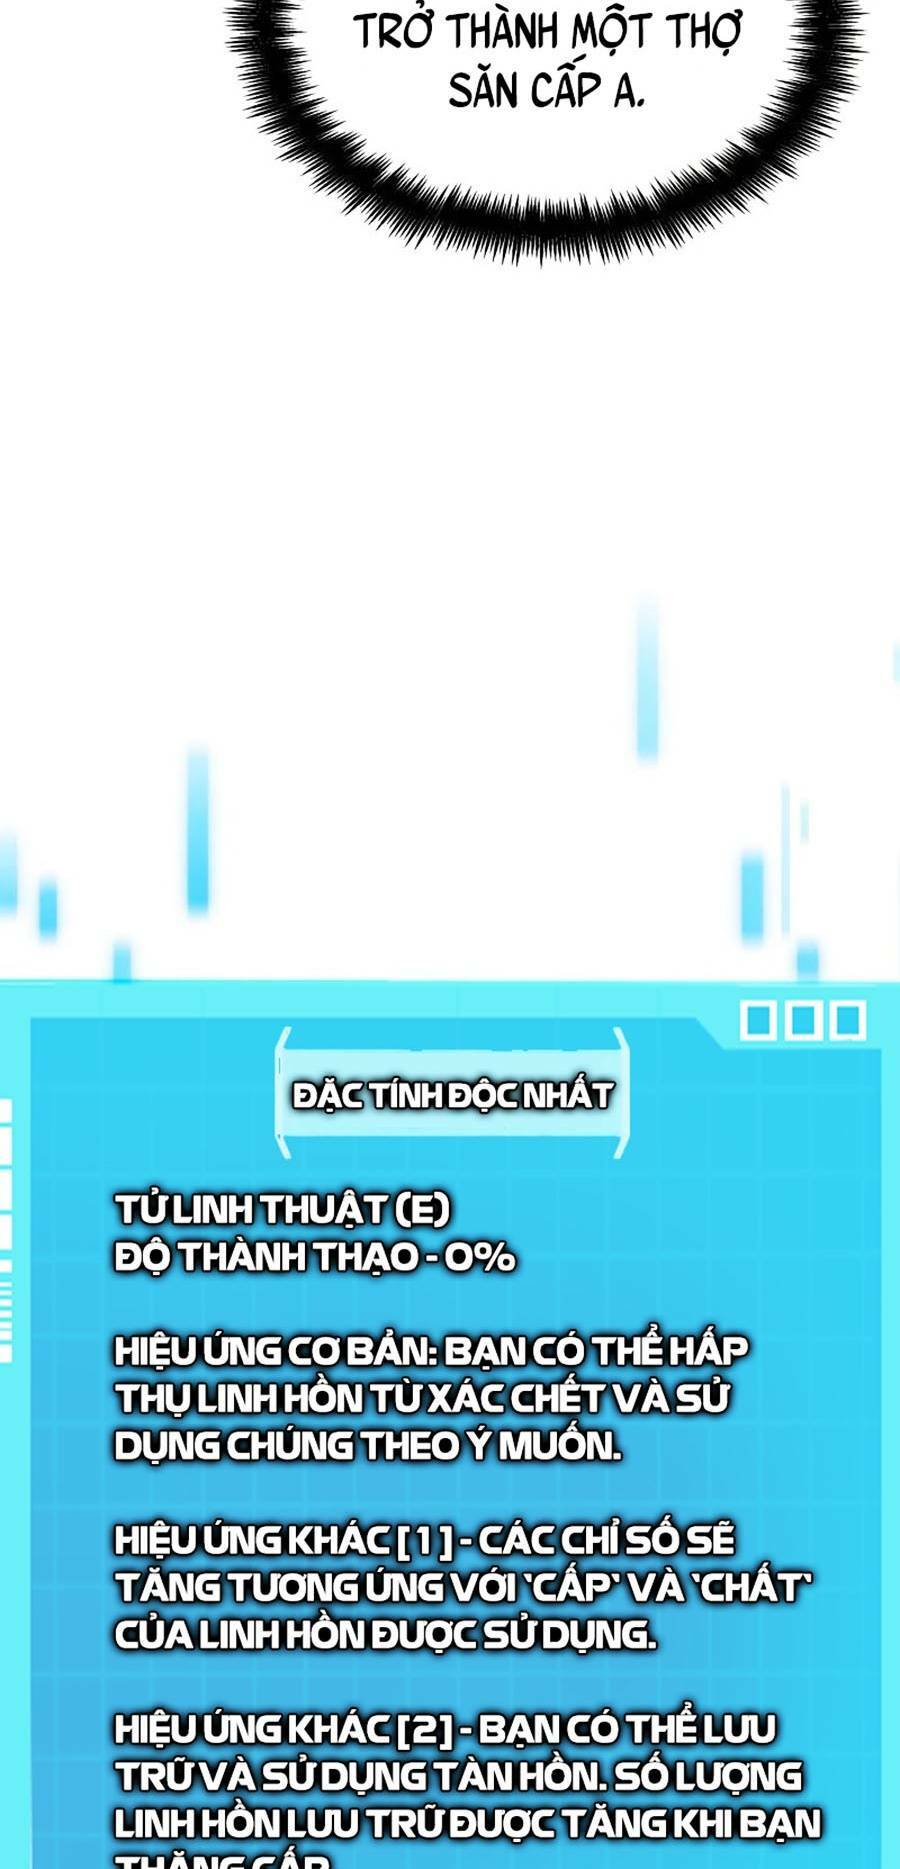 TRỞ THÀNH MỘT THỢ
SĂN CẤP A.
ĐẶC TÍNH ĐỘC NHẤT
TỬ LINH THUẬT (E)
ĐỘ THÀNH THẠO - 0%
HIỆU ỨNG CƠ BẢN: BẠN CÓ THỂ HẤP
THỤ LINH HỒN TỪ XÁC CHẾT VÀ SỬ
DỤNG CHÚNG THEO Ý MUỐN.
HIỆU ỨNG KHÁC [1] - CÁC CHỈ SỐ SẼ
TĂNG TƯƠNG ỨNG VỚI `CẤP` VÀ `CHẤT`
CỦA LINH HỒN ĐƯỢC SỬ DỤNG.
HIỆU ỨNG KHÁC [2] - BẠN CÓ THỂ LƯU
TRỮ VÀ SỬ DỤNG TÀN HỒN. SỐ LƯỢNG
LINH HỒN LƯU TRỮ ĐƯỢC TĂNG KHI BẠN
THĂNG CẤP